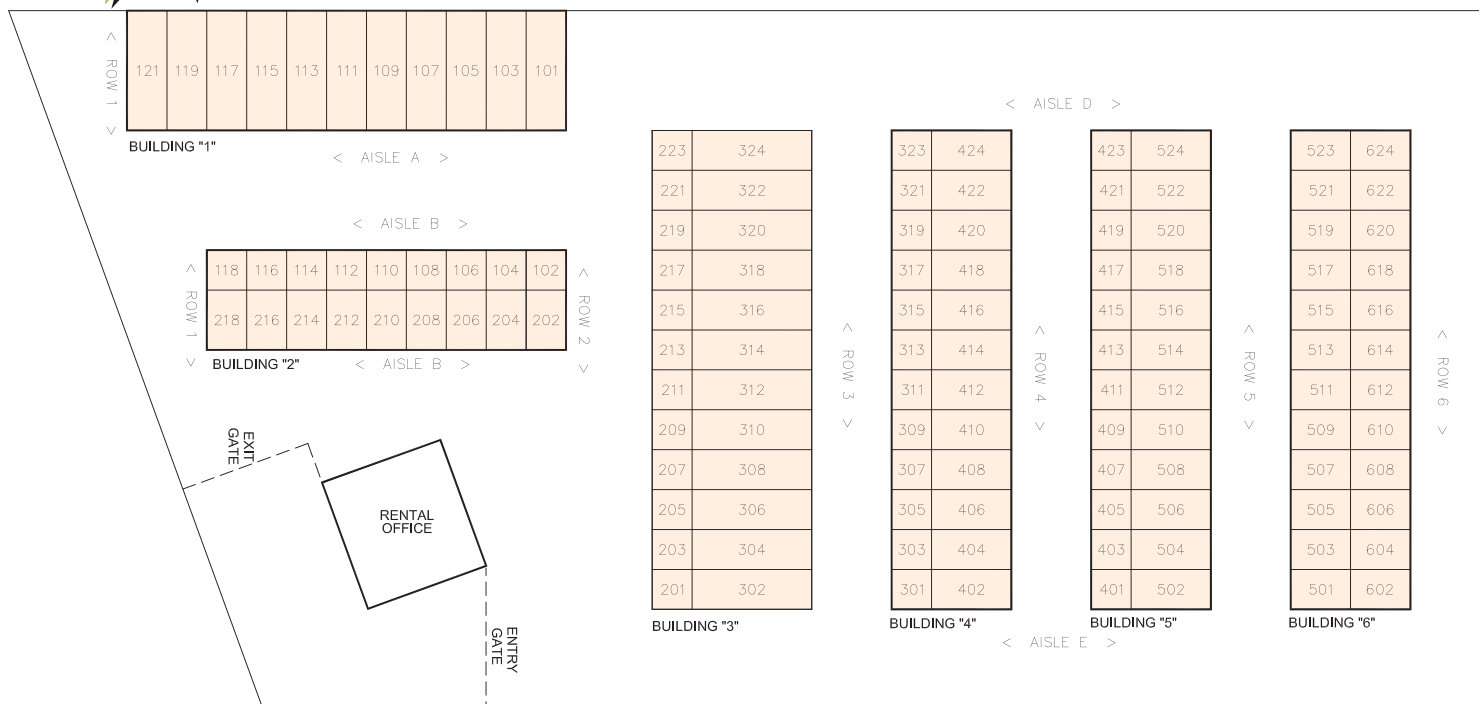 < ROW 1 >
121 119 117 115 113 111 109 107 105 103 101
BUILDING "1"
< AISLE A >
< AISLE B >
< ROW 1 >
118 116 114 112 110 108 106 104 102
218 216 214 212 210 208 206 204 202
< ROW 2 >
BUILDING "2"
< AISLE B >
EXIT
GATE
RENTAL
OFFICE
ENTRY
GATE
< AISLE D >
223 324
221 322
219 320
217 318
215 316
213 314
211 312
209 310
207 308
205 306
203 304
201 302
BUILDING "3"
< ROW 3 >
323 424
321 422
319 420
317 418
315 416
313 414
311 412
309 410
307 408
305 406
303 404
301 402
BUILDING "4"
< ROW 4 >
423 524
421 522
419 520
417 518
415 516
413 514
411 512
409 510
407 508
405 506
403 504
401 502
BUILDING "5"
< ROW 5 >
523 624
521 622
519 620
517 618
515 616
513 614
511 612
509 610
507 608
505 606
503 604
501 602
BUILDING "6"
< ROW 6 >
< AISLE E >